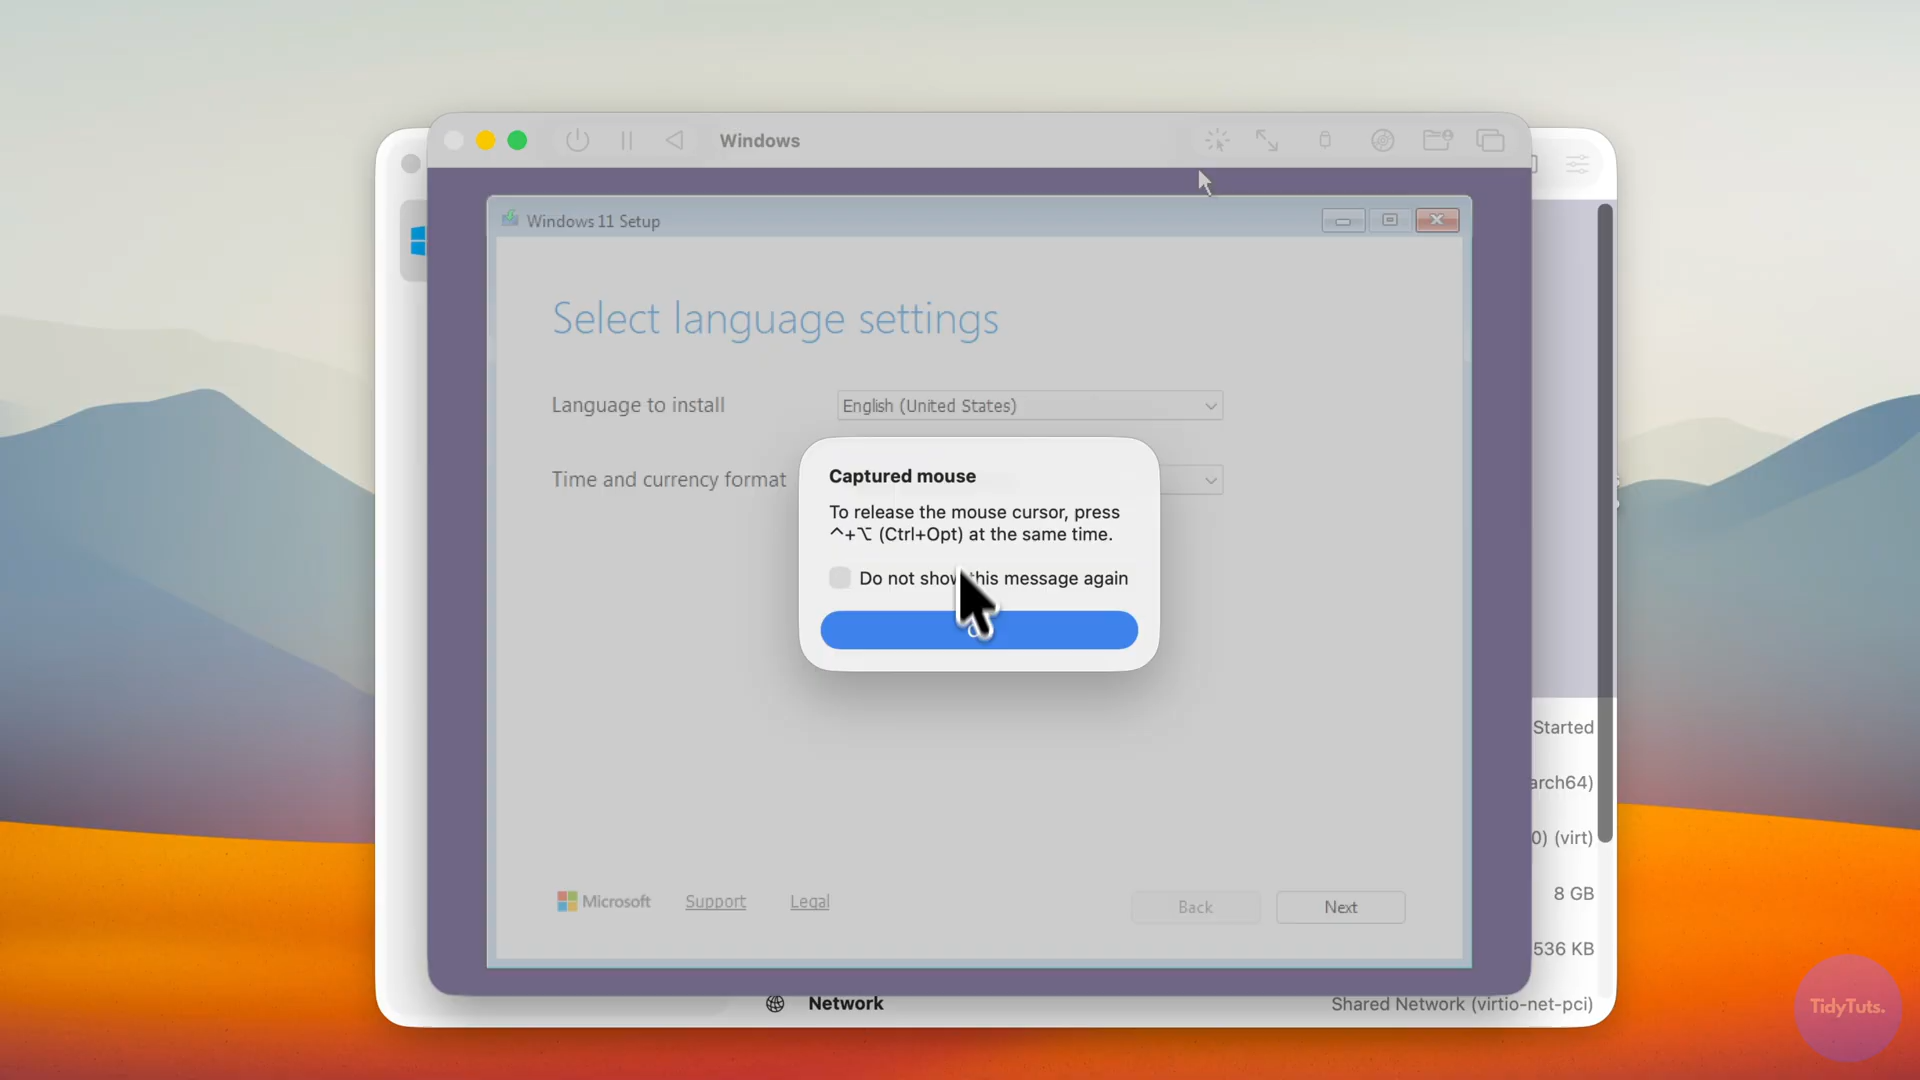 Windows
Windows 11 Setup
Select language settings
Language to install
English (United States)
Time and currency format
Captured mouse
To release the mouse cursor, press
^+⌥ (Ctrl+Opt) at the same time.
Do not show this message again
Started
arch64)
0) (virt)
8 GB
536 KB
Microsoft
Support
Legal
Back
Next
Network
Shared Network (virtio-net-pci)
TidyTuts.